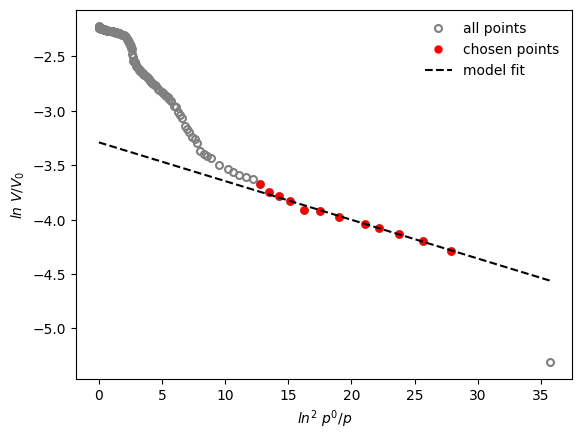 all points
chosen points
model fit
−2.5
−3.0
−3.5
−4.0
−4.5
−5.0
ln V/V₀
0 5 10 15 20 25 30 35
ln² p⁰/p